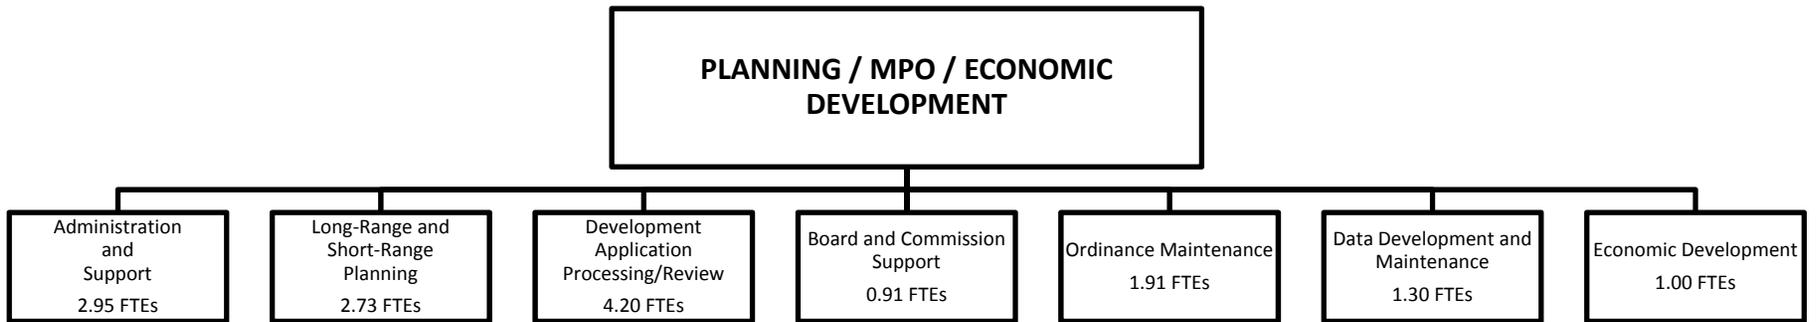 PLANNING / MPO / ECONOMIC
DEVELOPMENT
Administration
and
Support
2.95 FTEs
Long-Range and
Short-Range
Planning
2.73 FTEs
Development
Application
Processing/Review
4.20 FTEs
Board and Commission
Support
0.91 FTEs
Ordinance Maintenance
1.91 FTEs
Data Development and
Maintenance
1.30 FTEs
Economic Development
1.00 FTEs